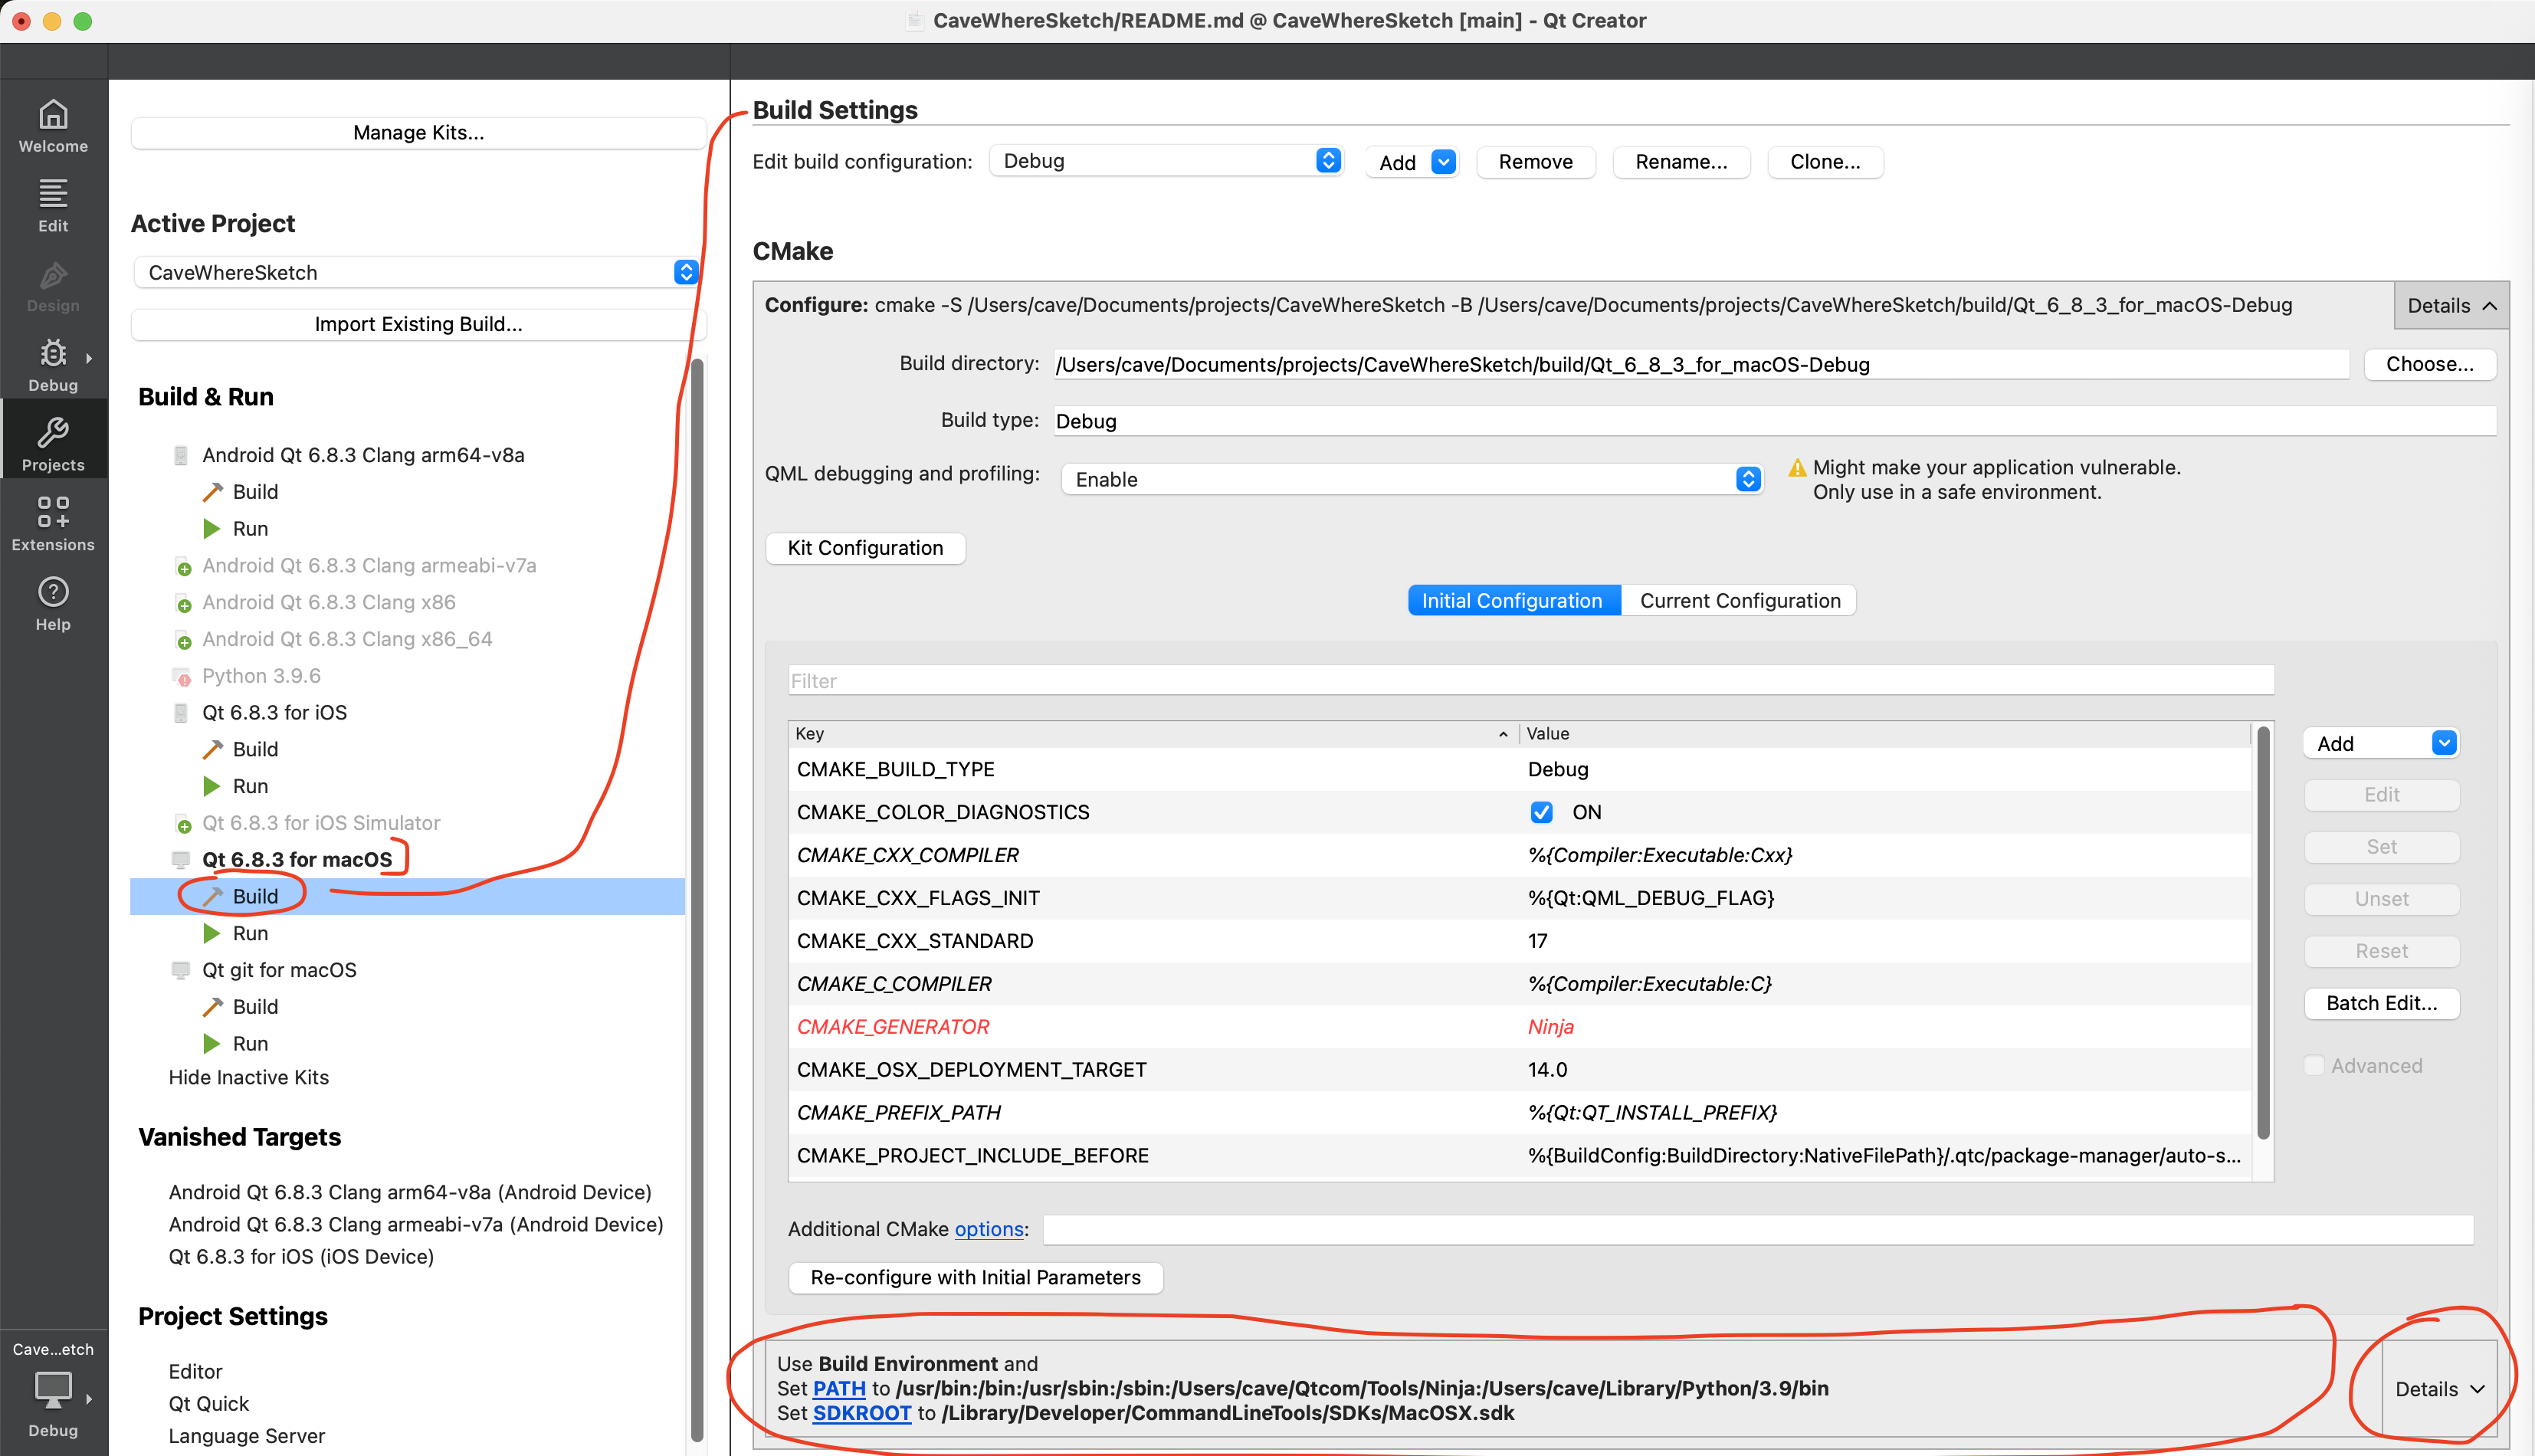 CaveWhereSketch/README.md @ CaveWhereSketch [main] - Qt Creator
Welcome
Edit
Design
Debug
Projects
Extensions
Help
Cave...etch
Debug
Manage Kits...
Active Project
CaveWhereSketch
Import Existing Build...
Build & Run
Android Qt 6.8.3 Clang arm64-v8a
Build
Run
Android Qt 6.8.3 Clang armeabi-v7a
Android Qt 6.8.3 Clang x86
Android Qt 6.8.3 Clang x86_64
Python 3.9.6
Qt 6.8.3 for iOS
Build
Run
Qt 6.8.3 for iOS Simulator
Qt 6.8.3 for macOS
Build
Run
Qt git for macOS
Build
Run
Hide Inactive Kits
Vanished Targets
Android Qt 6.8.3 Clang arm64-v8a (Android Device)
Android Qt 6.8.3 Clang armeabi-v7a (Android Device)
Qt 6.8.3 for iOS (iOS Device)
Project Settings
Editor
Qt Quick
Language Server
Build Settings
Edit build configuration: Debug Add Remove Rename... Clone...
CMake
Configure: cmake -S /Users/cave/Documents/projects/CaveWhereSketch -B /Users/cave/Documents/projects/CaveWhereSketch/build/Qt_6_8_3_for_macOS-Debug Details
Build directory: /Users/cave/Documents/projects/CaveWhereSketch/build/Qt_6_8_3_for_macOS-Debug Choose...
Build type: Debug
QML debugging and profiling: Enable
Might make your application vulnerable.
Only use in a safe environment.
Kit Configuration
Initial Configuration Current Configuration
Filter
Key Value
CMAKE_BUILD_TYPE Debug
CMAKE_COLOR_DIAGNOSTICS ON
CMAKE_CXX_COMPILER %{Compiler:Executable:Cxx}
CMAKE_CXX_FLAGS_INIT %{Qt:QML_DEBUG_FLAG}
CMAKE_CXX_STANDARD 17
CMAKE_C_COMPILER %{Compiler:Executable:C}
CMAKE_GENERATOR Ninja
CMAKE_OSX_DEPLOYMENT_TARGET 14.0
CMAKE_PREFIX_PATH %{Qt:QT_INSTALL_PREFIX}
CMAKE_PROJECT_INCLUDE_BEFORE %{BuildConfig:BuildDirectory:NativeFilePath}/.qtc/package-manager/auto-s...
Add
Edit
Set
Unset
Reset
Batch Edit...
Advanced
Additional CMake options:
Re-configure with Initial Parameters
Use Build Environment and
Set PATH to /usr/bin:/bin:/usr/sbin:/sbin:/Users/cave/Qtcom/Tools/Ninja:/Users/cave/Library/Python/3.9/bin
Set SDKROOT to /Library/Developer/CommandLineTools/SDKs/MacOSX.sdk
Details